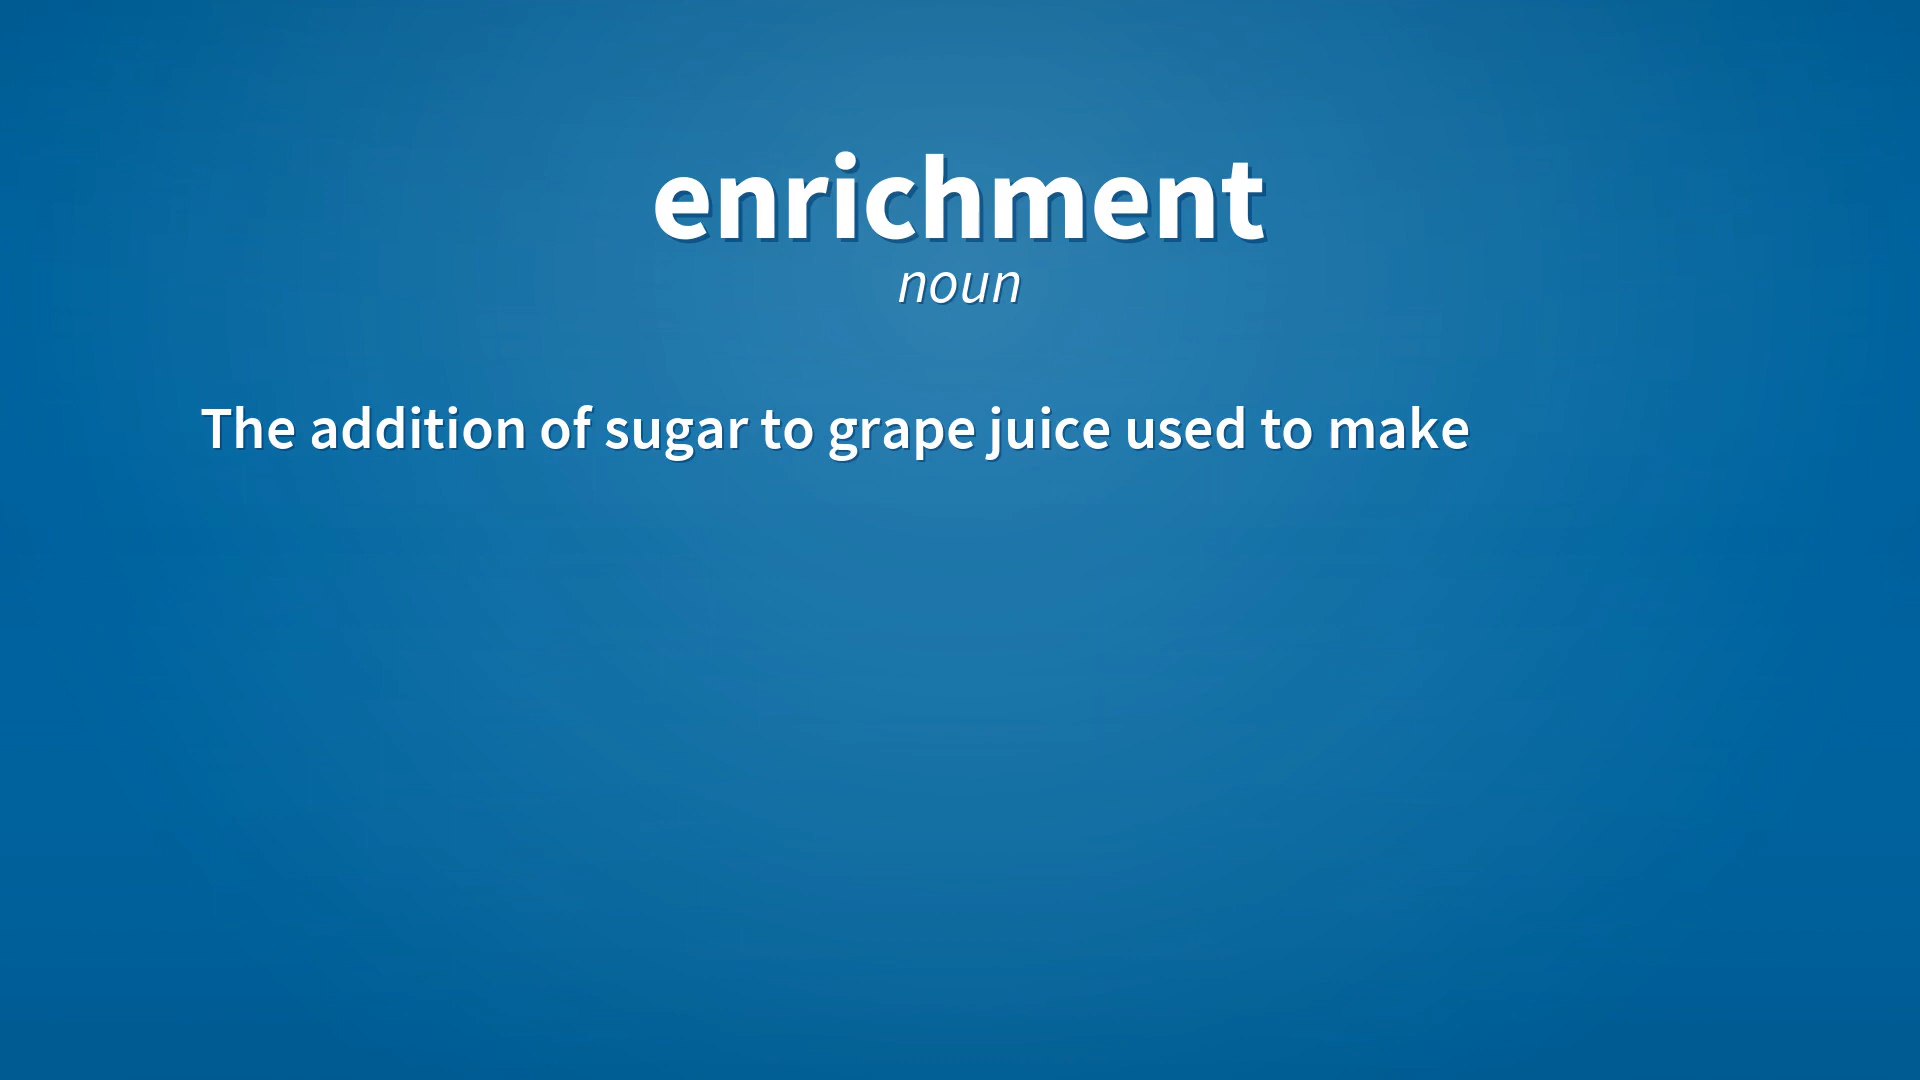 enrichment
noun
The addition of sugar to grape juice used to make